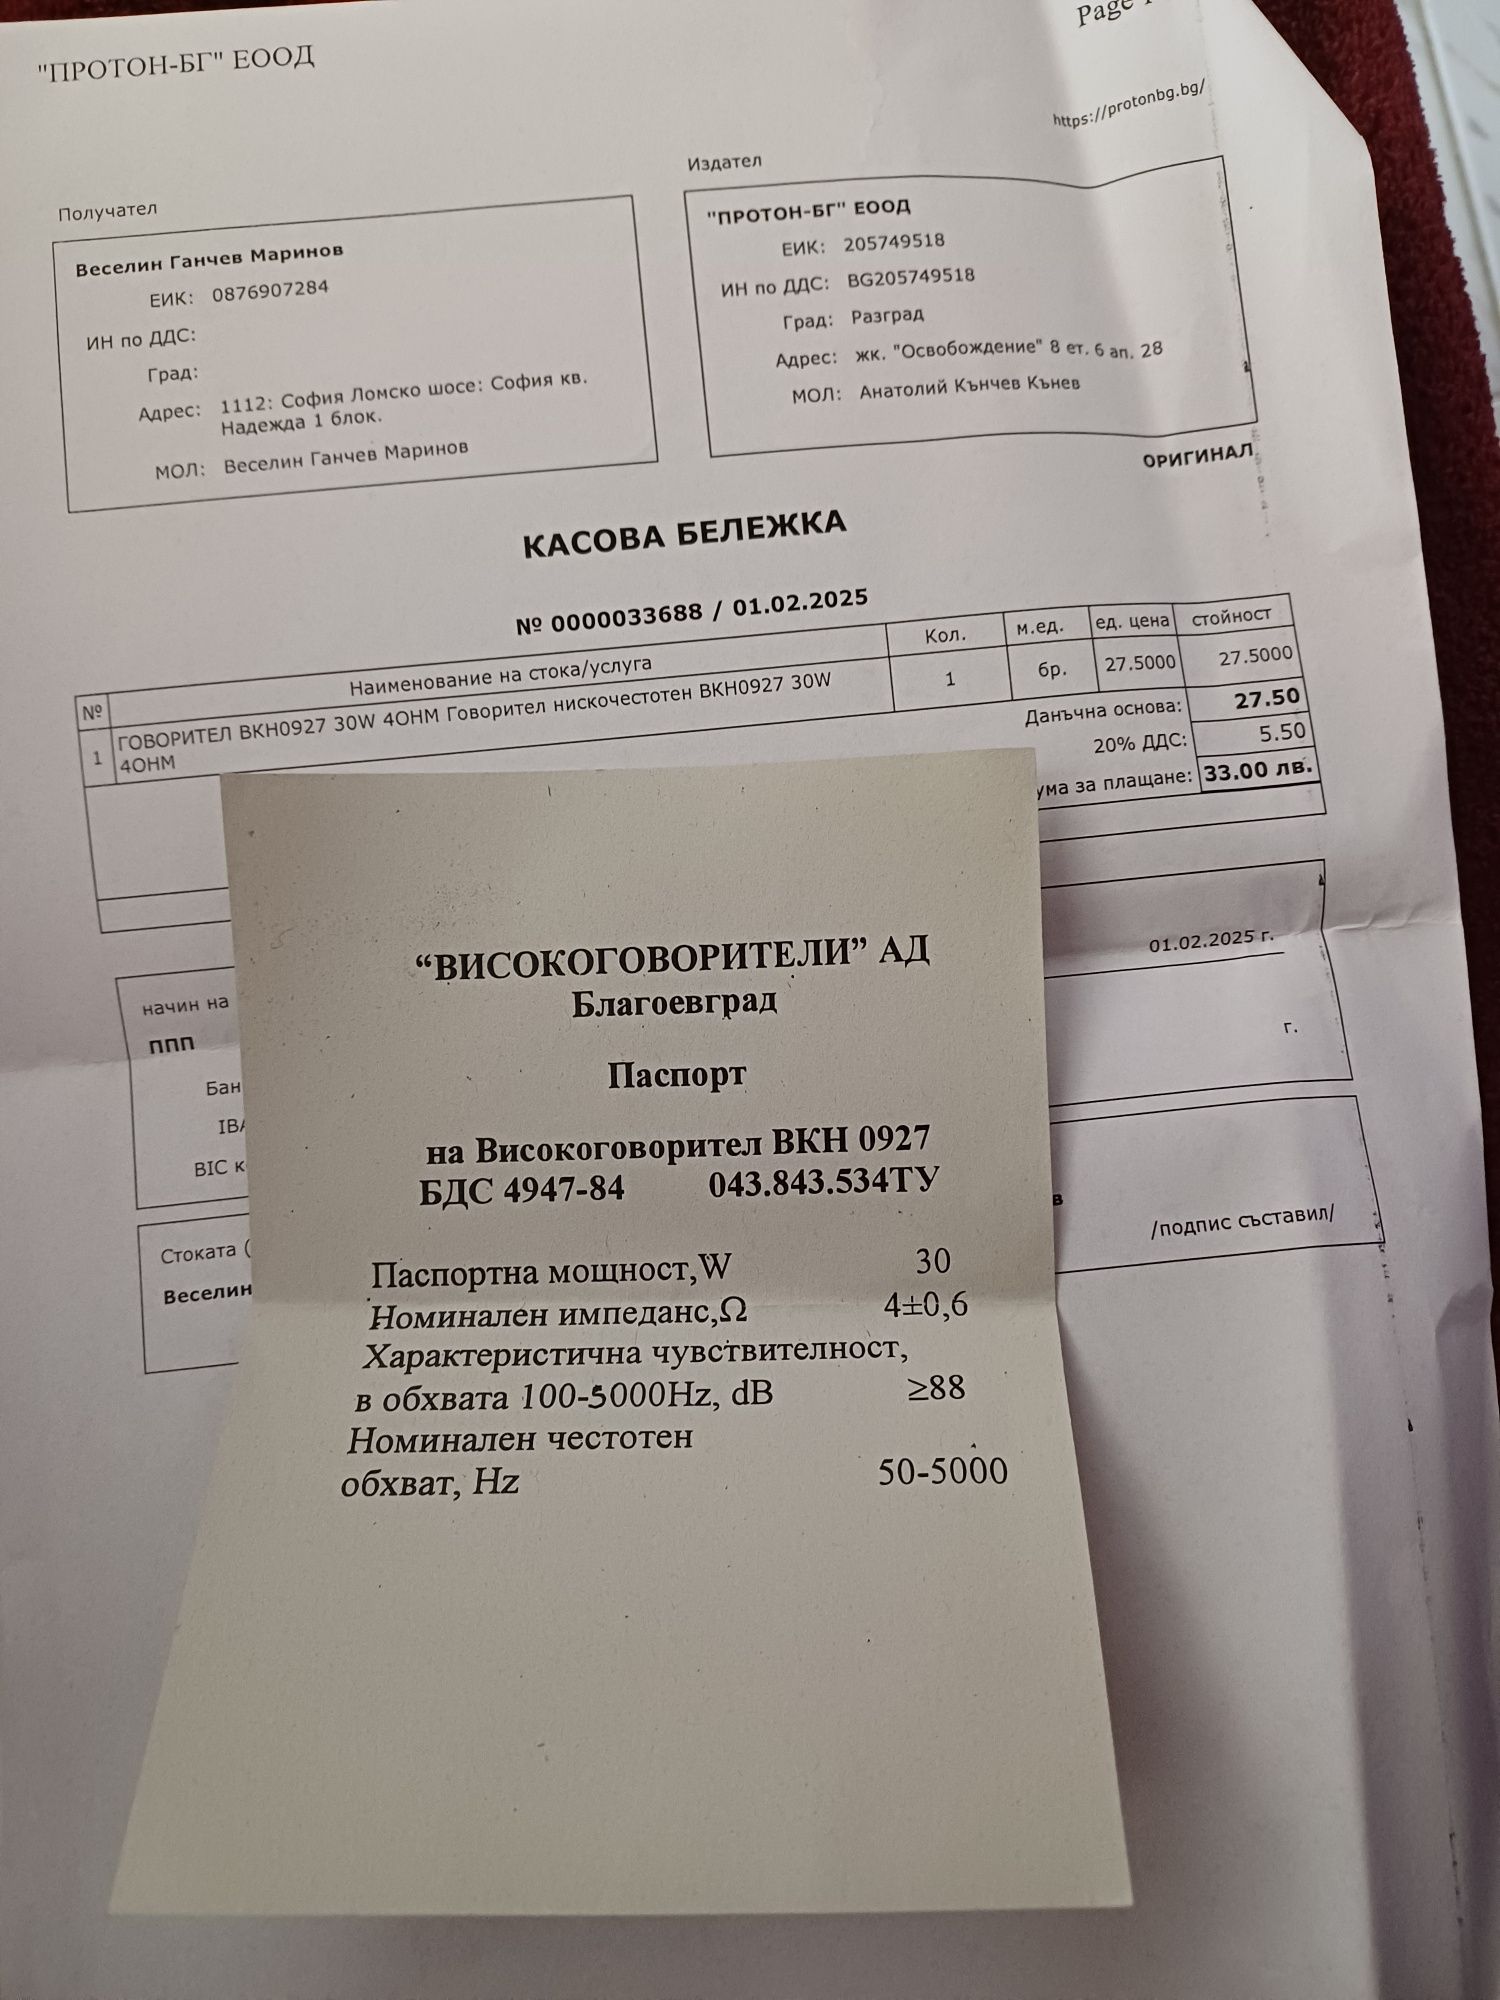 "ПРОТОН-БГ" ЕООД
Page
https://protonbg.bg/
Получател
Веселин Ганчев Маринов
ЕИК: 0876907284
ИН по ДДС:
Град:
Адрес: 1112: София Ломско шосе: София кв.
Надежда 1 блок.
МОЛ: Веселин Ганчев Маринов
Издател
"ПРОТОН-БГ" ЕООД
ЕИК: 205749518
ИН по ДДС: BG205749518
Град: Разград
Адрес: жк. "Освобождение" 8 ет. 6 ап. 28
МОЛ: Анатолий Кънчев Кънев
ОРИГИНАЛ
КАСОВА БЕЛЕЖКА
№ 0000033688 / 01.02.2025
№ Наименование на стока/услуга Кол. м.ед. ед. цена стойност
1 ГОВОРИТЕЛ ВКН0927 30W 4OHM Говорител нискочестотен ВКН0927 30W 1 бр. 27.5000 27.5000
4OHM
Данъчна основа: 27.50
20% ДДС: 5.50
ума за плащане: 33.00 лв.
начин на
ППП
Бан
IBA
BIC к
01.02.2025 г.
г.
Стоката (
Веселин
в
/подпис съставил/
“ВИСОКОГОВОРИТЕЛИ” АД
Благоевград
Паспорт
на Високоговорител ВКН 0927
БДС 4947-84 043.843.534ТУ
Паспортна мощност,W 30
Номинален импеданс,Ω 4±0,6
Характеристична чувствителност,
в обхвата 100-5000Hz, dB ≥88
Номинален честотен
обхват, Hz 50-5000